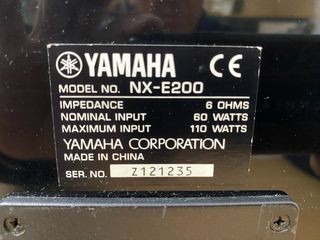 YAMAHA CE
MODEL NO. NX-E200
IMPEDANCE 6 OHMS
NOMINAL INPUT 60 WATTS
MAXIMUM INPUT 110 WATTS
YAMAHA CORPORATION
MADE IN CHINA
SER. NO. Z121235